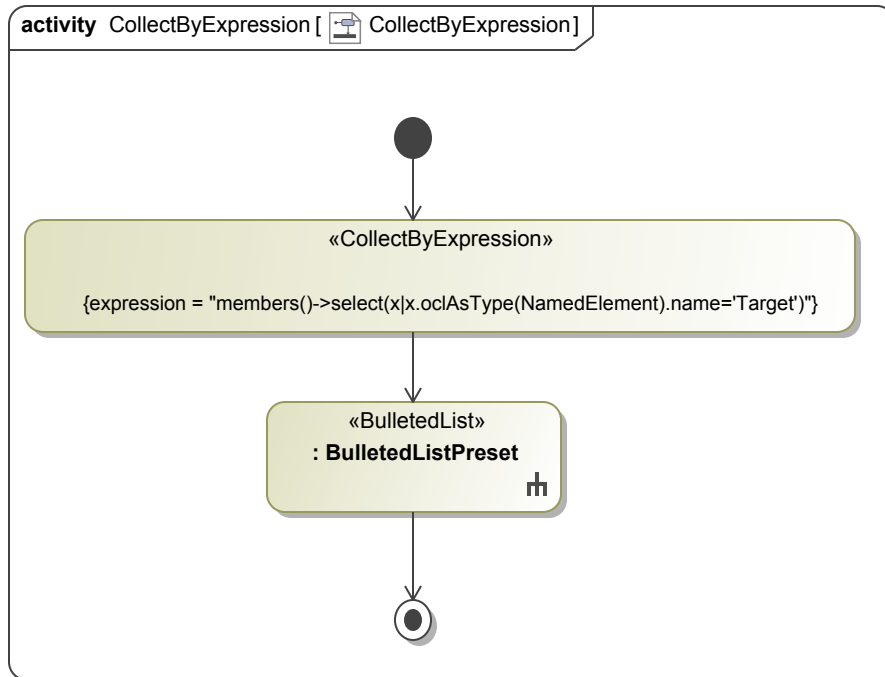 activity CollectByExpression [ CollectByExpression ]
«CollectByExpression»
{expression = "members()->select(x|x.oclAsType(NamedElement).name='Target')"}
«BulletedList»
: BulletedListPreset